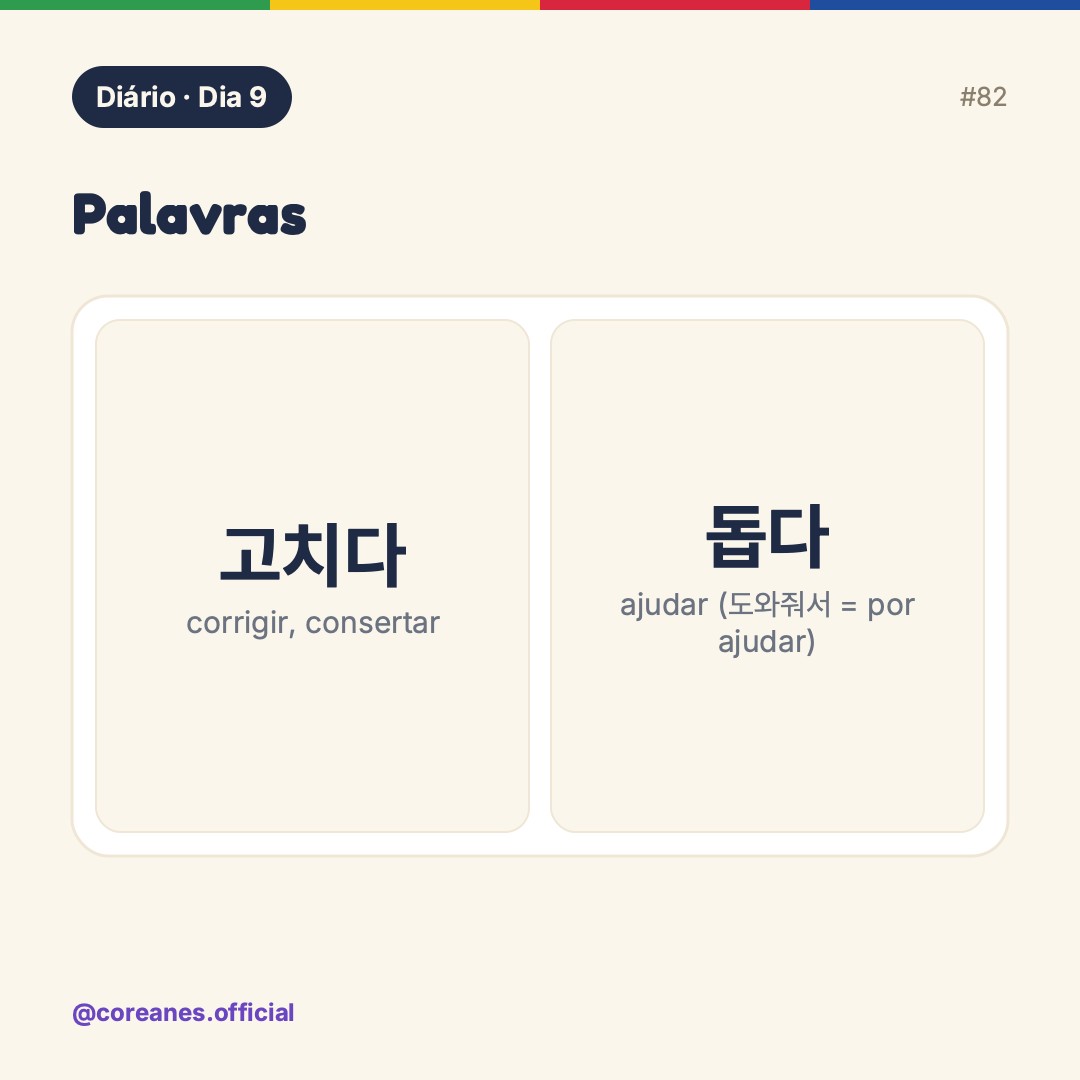 Diário · Dia 9
#82
Palavras
고치다
corrigir, consertar
돕다
ajudar (도와줘서 = por
ajudar)
@coreanes.official